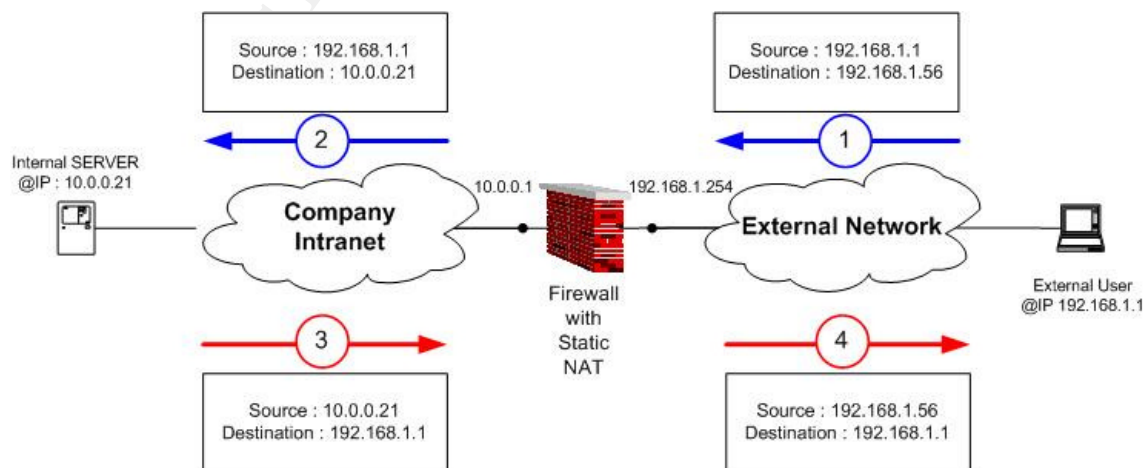 Source : 192.168.1.1
Destination : 10.0.0.21
Source : 192.168.1.1
Destination : 192.168.1.56
2
1
Internal SERVER
@IP : 10.0.0.21
10.0.0.1
192.168.1.254
Company
Intranet
External Network
Firewall
with
Static
NAT
External User
@IP 192.168.1.1
3
4
Source : 10.0.0.21
Destination : 192.168.1.1
Source : 192.168.1.56
Destination : 192.168.1.1